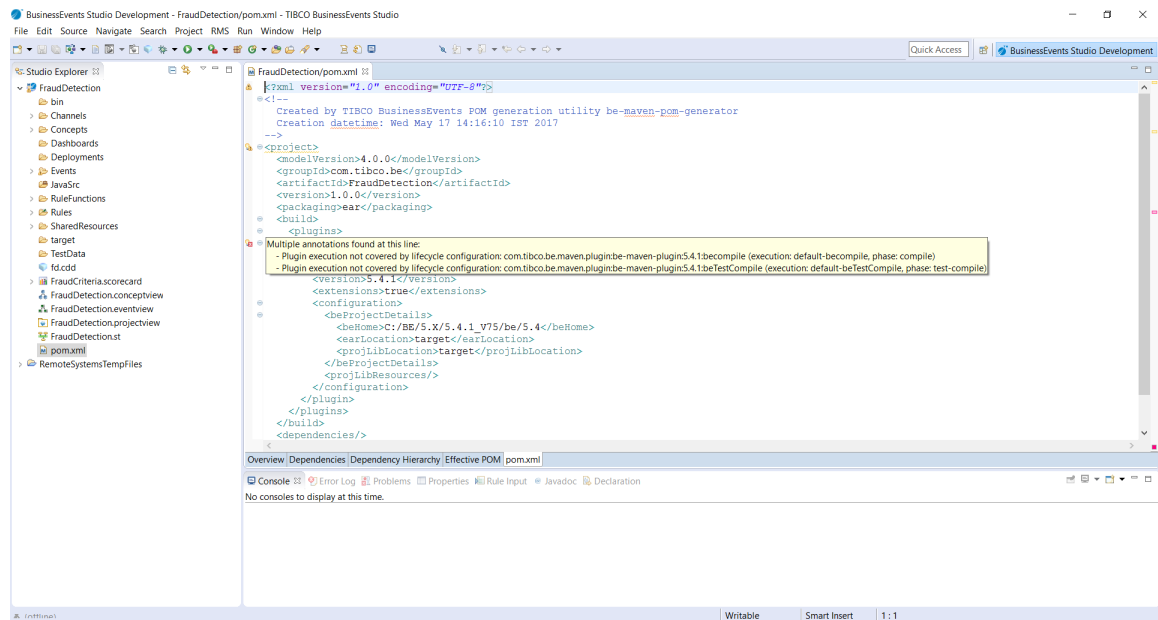 BusinessEvents Studio Development - FraudDetection/pom.xml - TIBCO BusinessEvents Studio
File Edit Source Navigate Search Project RMS Run Window Help
Quick Access
BusinessEvents Studio Development
Studio Explorer
FraudDetection
bin
Channels
Concepts
Dashboards
Deployments
Events
JavaSrc
RuleFunctions
Rules
SharedResources
target
TestData
fd.cdd
FraudCriteria.scorecard
FraudDetection.conceptview
FraudDetection.eventview
FraudDetection.projectview
FraudDetection.st
pom.xml
RemoteSystemsTempFiles
FraudDetection/pom.xml
<?xml version="1.0" encoding="UTF-8"?>
<!--
Created by TIBCO BusinessEvents POM generation utility be-maven-pom-generator
Creation datetime: Wed May 17 14:16:10 IST 2017
-->
<project>
<modelVersion>4.0.0</modelVersion>
<groupId>com.tibco.be</groupId>
<artifactId>FraudDetection</artifactId>
<version>1.0.0</version>
<packaging>ear</packaging>
<build>
<plugins>
Multiple annotations found at this line:
- Plugin execution not covered by lifecycle configuration: com.tibco.be.maven.plugin:be-maven-plugin:5.4.1:becompile (execution: default-becompile, phase: compile)
- Plugin execution not covered by lifecycle configuration: com.tibco.be.maven.plugin:be-maven-plugin:5.4.1:beTestCompile (execution: default-beTestCompile, phase: test-compile)
<version>5.4.1</version>
<extensions>true</extensions>
<configuration>
<beProjectDetails>
<beHome>C:/BE/5.X/5.4.1_V75/be/5.4</beHome>
<earLocation>target</earLocation>
<projLibLocation>target</projLibLocation>
</beProjectDetails>
<projLibResources/>
</configuration>
</plugin>
</plugins>
</build>
<dependencies/>
Overview Dependencies Dependency Hierarchy Effective POM pom.xml
Console Error Log Problems Properties Rule Input @ Javadoc Declaration
No consoles to display at this time.
(offline)
Writable Smart Insert 1 : 1